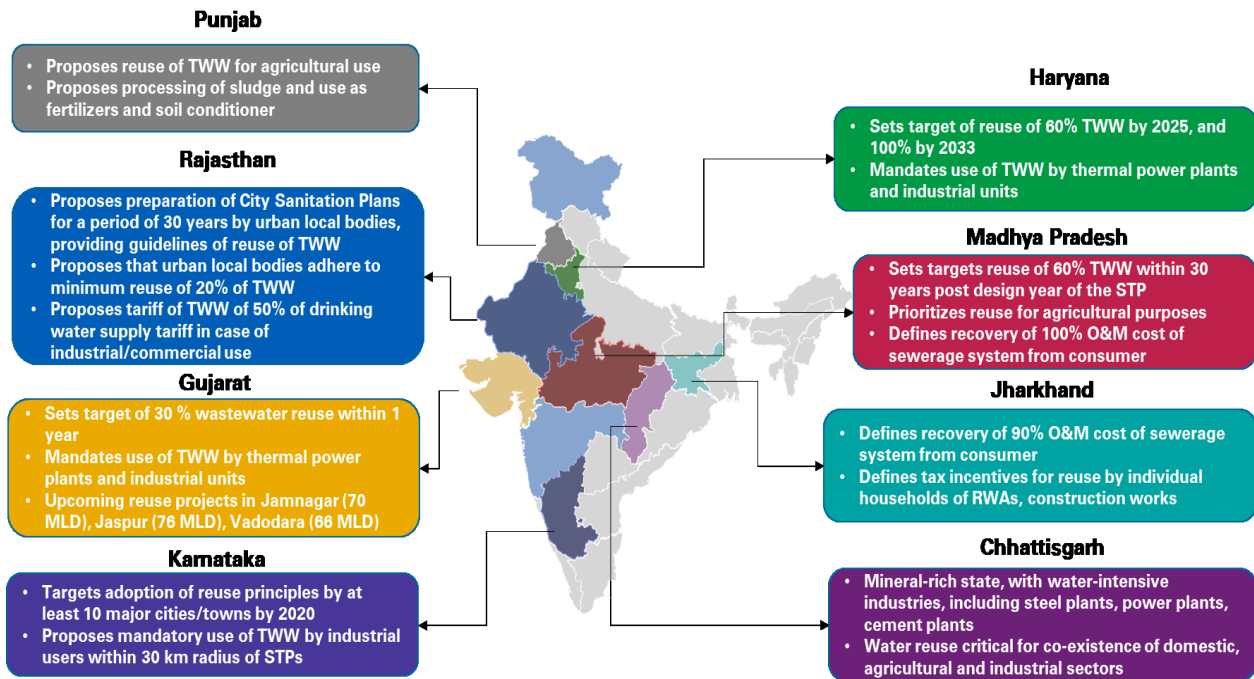 Punjab
• Proposes reuse of TWW for agricultural use
• Proposes processing of sludge and use as
fertilizers and soil conditioner
Rajasthan
• Proposes preparation of City Sanitation Plans
for a period of 30 years by urban local bodies,
providing guidelines of reuse of TWW
• Proposes that urban local bodies adhere to
minimum reuse of 20% of TWW
• Proposes tariff of TWW of 50% of drinking
water supply tariff in case of
industrial/commercial use
Gujarat
• Sets target of 30 % wastewater reuse within 1
year
• Mandates use of TWW by thermal power
plants and industrial units
• Upcoming reuse projects in Jamnagar (70
MLD), Jaspur (76 MLD), Vadodara (66 MLD)
Karnataka
• Targets adoption of reuse principles by at
least 10 major cities/towns by 2020
• Proposes mandatory use of TWW by industrial
users within 30 km radius of STPs
Haryana
• Sets target of reuse of 60% TWW by 2025, and
100% by 2033
• Mandates use of TWW by thermal power plants
and industrial units
Madhya Pradesh
• Sets targets reuse of 60% TWW within 30
years post design year of the STP
• Prioritizes reuse for agricultural purposes
• Defines recovery of 100% O&M cost of
sewerage system from consumer
Jharkhand
• Defines recovery of 90% O&M cost of sewerage
system from consumer
• Defines tax incentives for reuse by individual
households of RWAs, construction works
Chhattisgarh
• Mineral-rich state, with water-intensive
industries, including steel plants, power plants,
cement plants
• Water reuse critical for co-existence of domestic,
agricultural and industrial sectors